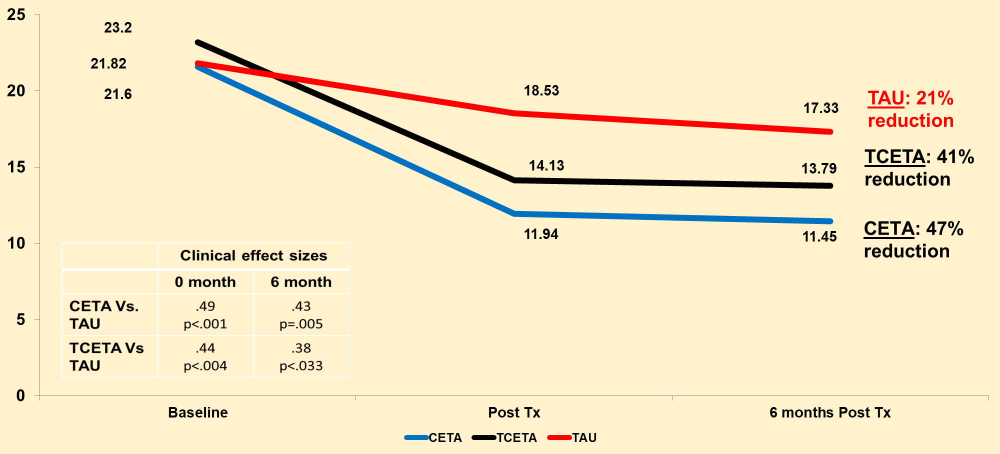 25
20
15
10
5
0
23.2
21.82
21.6
18.53
14.13
11.94
17.33
13.79
11.45
TAU: 21%
reduction
TCETA: 41%
reduction
CETA: 47%
reduction
Clinical effect sizes
0 month 6 month
CETA Vs.
TAU
.49
p<.001
.43
p=.005
TCETA Vs
TAU
.44
p<.004
.38
p<.033
Baseline Post Tx 6 months Post Tx
CETA TCETA TAU